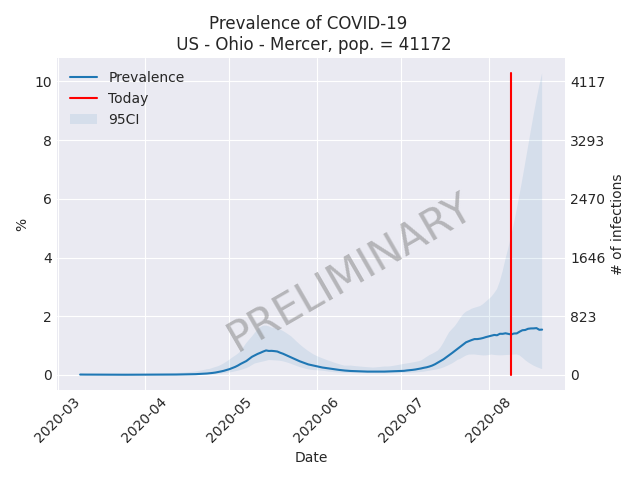 Prevalence of COVID-19
US - Ohio - Mercer, pop. = 41172
Prevalence
Today
95CI
PRELIMINARY
%
10
8
6
4
2
0
4117
3293
2470
1646
823
0
# of infections
2020-03
2020-04
2020-05
2020-06
2020-07
2020-08
Date